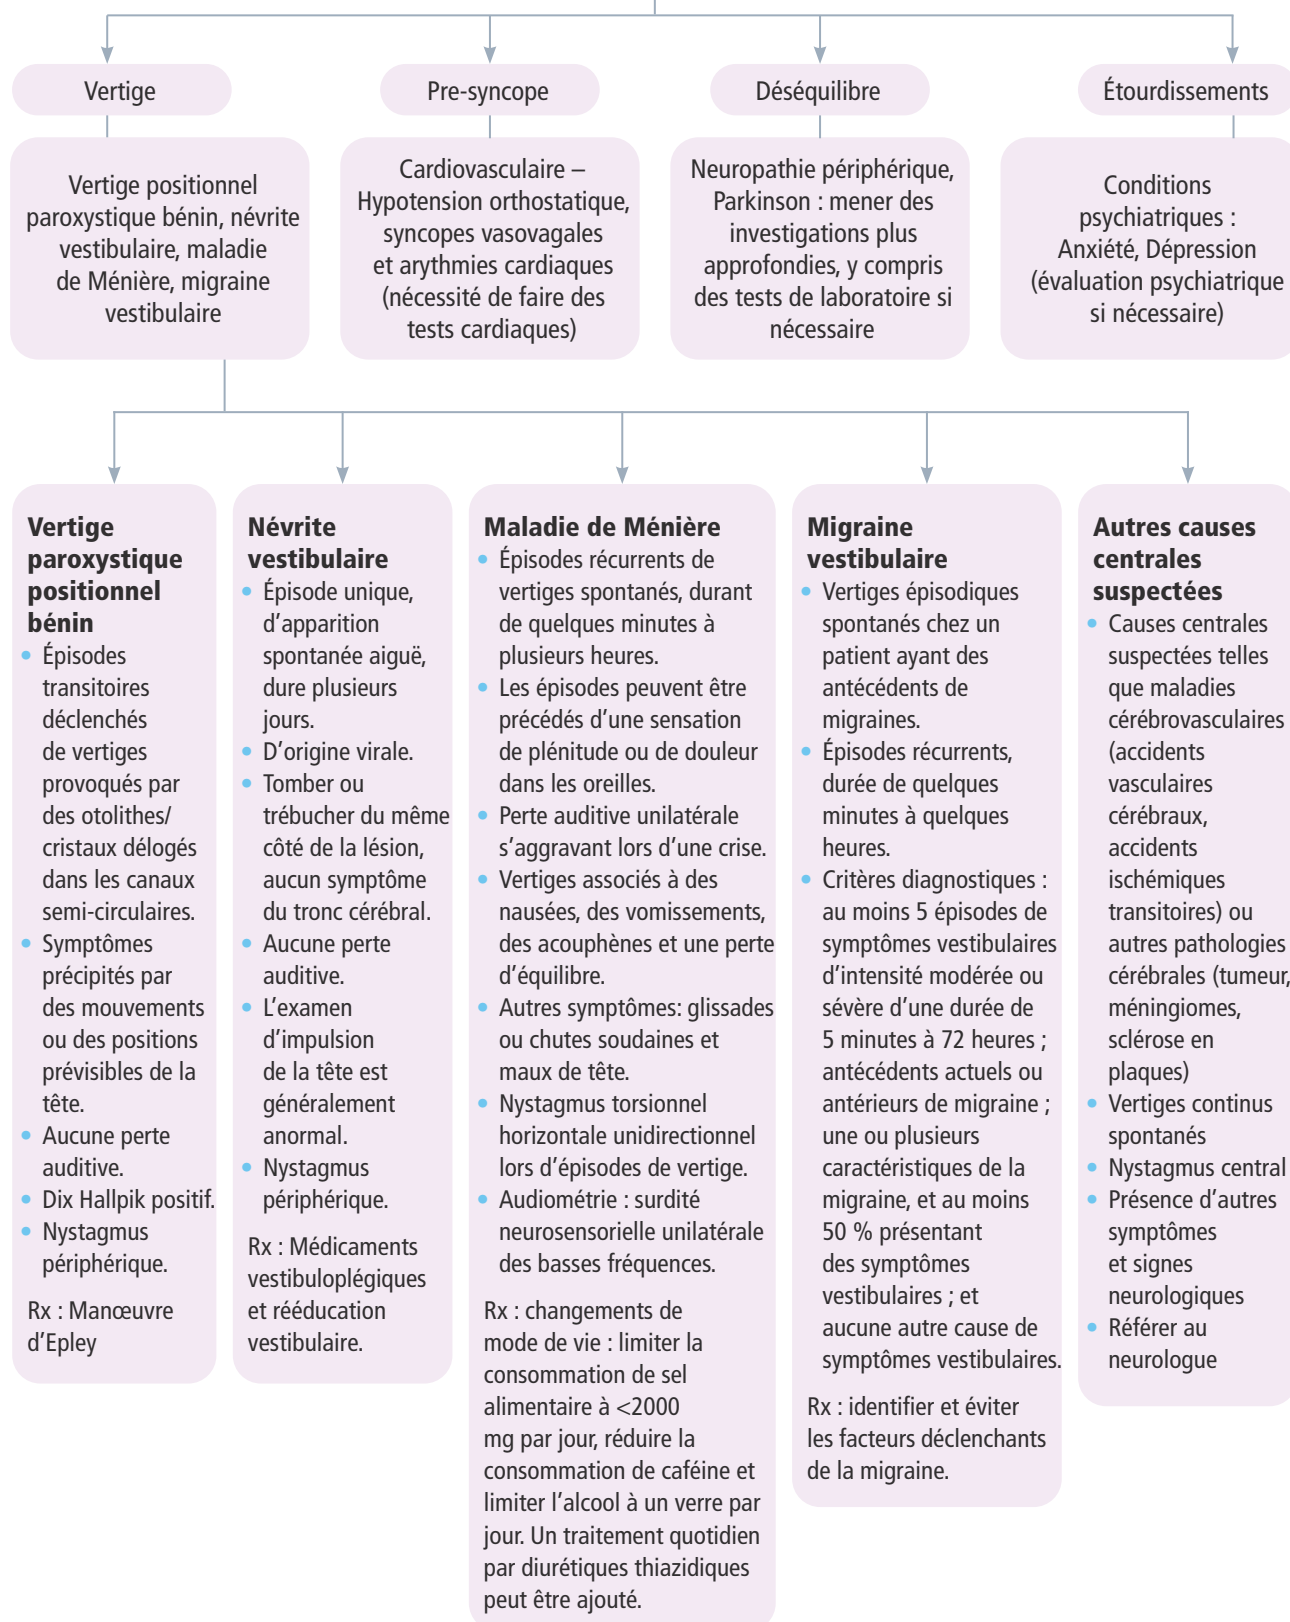 Vertige
Pre-syncope
Déséquilibre
Étourdissements
Vertige positionnel
paroxystique bénin, névrite
vestibulaire, maladie
de Ménière, migraine
vestibulaire
Cardiovasculaire –
Hypotension orthostatique,
syncopes vasovagales
et arythmies cardiaques
(nécessité de faire des
tests cardiaques)
Neuropathie périphérique,
Parkinson : mener des
investigations plus
approfondies, y compris
des tests de laboratoire si
nécessaire
Conditions
psychiatriques :
Anxiété, Dépression
(évaluation psychiatrique
si nécessaire)
Vertige
paroxystique
positionnel
bénin
• Épisodes
transitoires
déclenchés
de vertiges
provoqués par
des otolithes/
cristaux délogés
dans les canaux
semi-circulaires.
• Symptômes
précipités par
des mouvements
ou des positions
prévisibles de la
tête.
• Aucune perte
auditive.
• Dix Hallpik positif.
• Nystagmus
périphérique.
Rx : Manœuvre
d’Epley
Névrite
vestibulaire
• Épisode unique,
d’apparition
spontanée aiguë,
dure plusieurs
jours.
• D’origine virale.
• Tomber ou
trébucher du même
côté de la lésion,
aucun symptôme
du tronc cérébral.
• Aucune perte
auditive.
• L’examen
d’impulsion
de la tête est
généralement
anormal.
• Nystagmus
périphérique.
Rx : Médicaments
vestibuloplégiques
et rééducation
vestibulaire.
Maladie de Ménière
• Épisodes récurrents de
vertiges spontanés, durant
de quelques minutes à
plusieurs heures.
• Les épisodes peuvent être
précédés d’une sensation
de plénitude ou de douleur
dans les oreilles.
• Perte auditive unilatérale
s’aggravant lors d’une crise.
• Vertiges associés à des
nausées, des vomissements,
des acouphènes et une perte
d’équilibre.
• Autres symptômes: glissades
ou chutes soudaines et
maux de tête.
• Nystagmus torsionnel
horizontale unidirectionnel
lors d’épisodes de vertige.
• Audiométrie : surdité
neurosensorielle unilatérale
des basses fréquences.
Rx : changements de
mode de vie : limiter la
consommation de sel
alimentaire à <2000
mg par jour, réduire la
consommation de caféine et
limiter l’alcool à un verre par
jour. Un traitement quotidien
par diurétiques thiazidiques
peut être ajouté.
Migraine
vestibulaire
• Vertiges épisodiques
spontanés chez un
patient ayant des
antécédents de
migraines.
• Épisodes récurrents,
durée de quelques
minutes à quelques
heures.
• Critères diagnostiques :
au moins 5 épisodes de
symptômes vestibulaires
d’intensité modérée ou
sévère d’une durée de
5 minutes à 72 heures ;
antécédents actuels ou
antérieurs de migraine ;
une ou plusieurs
caractéristiques de la
migraine, et au moins
50 % présentant
des symptômes
vestibulaires ; et
aucune autre cause de
symptômes vestibulaires.
Rx : identifier et éviter
les facteurs déclenchants
de la migraine.
Autres causes
centrales
suspectées
• Causes centrales
suspectées telles
que maladies
cérébrovasculaires
(accidents
vasculaires
cérébraux,
accidents
ischémiques
transitoires) ou
autres pathologies
cérébrales (tumeur,
méningiomes,
sclérose en
plaques)
• Vertiges continus
spontanés
• Nystagmus central
• Présence d’autres
symptômes
et signes
neurologiques
• Référer au
neurologue